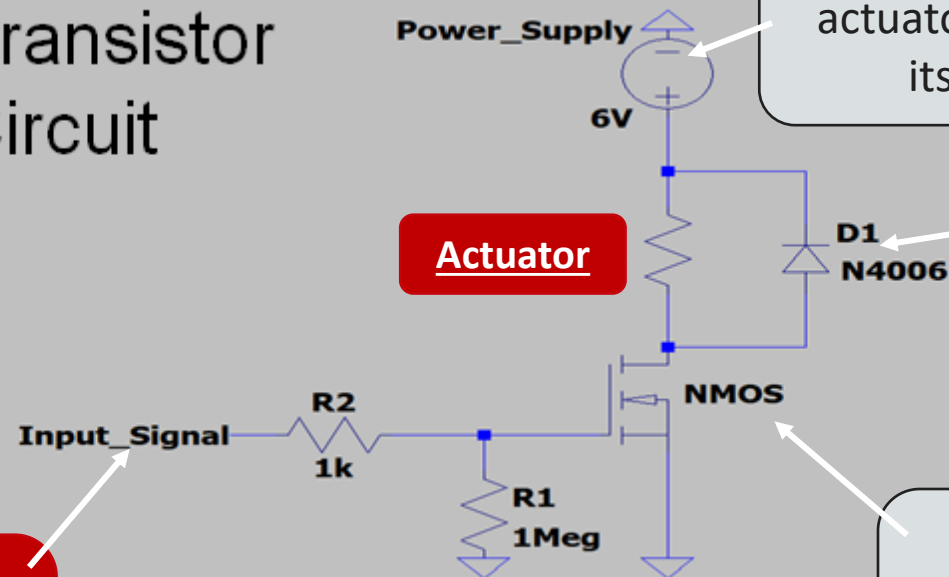 ransistor
ircuit
Power_Supply
actuato
its
6V
Actuator
D1
N4006
R2
NMOS
Input_Signal
1k
R1
1Meg